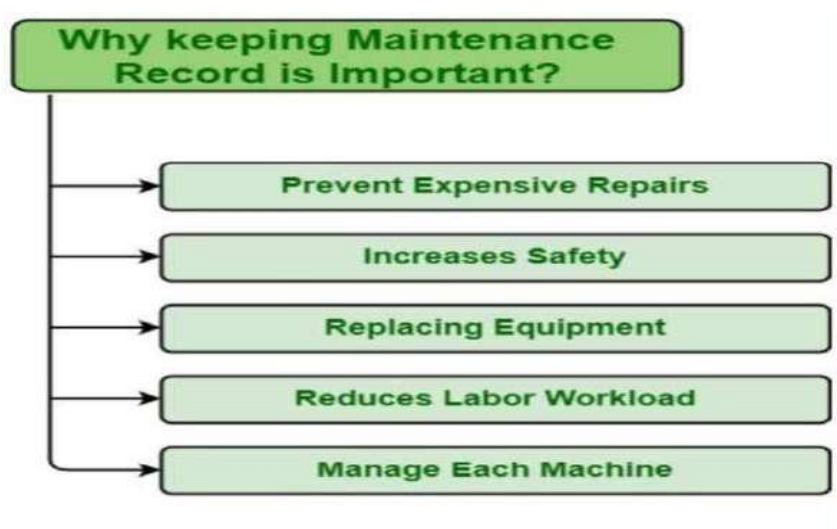 Why keeping Maintenance
Record is Important?
Prevent Expensive Repairs
Increases Safety
Replacing Equipment
Reduces Labor Workload
Manage Each Machine